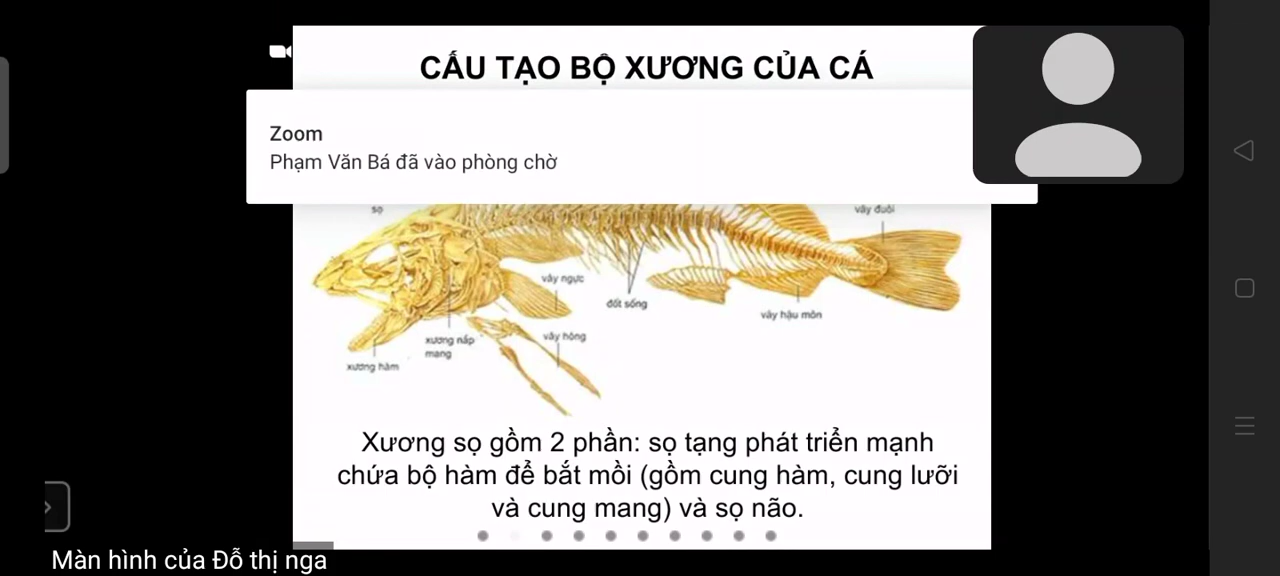 CẤU TẠO BỘ XƯƠNG CỦA CÁ
Zoom
Phạm Văn Bá đã vào phòng chờ
sọ
vây đuôi
vây ngực
đốt sống
vây hậu môn
xương nắp
mang
vây hông
xương hàm
Xương sọ gồm 2 phần: sọ tạng phát triển mạnh
chứa bộ hàm để bắt mồi (gồm cung hàm, cung lưỡi
và cung mang) và sọ não.
Màn hình của Đỗ thị nga